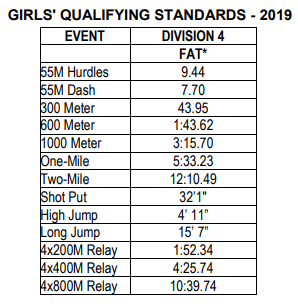 GIRLS' QUALIFYING STANDARDS - 2019
EVENT DIVISION 4
FAT*
55M Hurdles 9.44
55M Dash 7.70
300 Meter 43.95
600 Meter 1:43.62
1000 Meter 3:15.70
One-Mile 5:33.23
Two-Mile 12:10.49
Shot Put 32'1"
High Jump 4’ 11”
Long Jump 15’ 7”
4x200M Relay 1:52.34
4x400M Relay 4:25.74
4x800M Relay 10:39.74